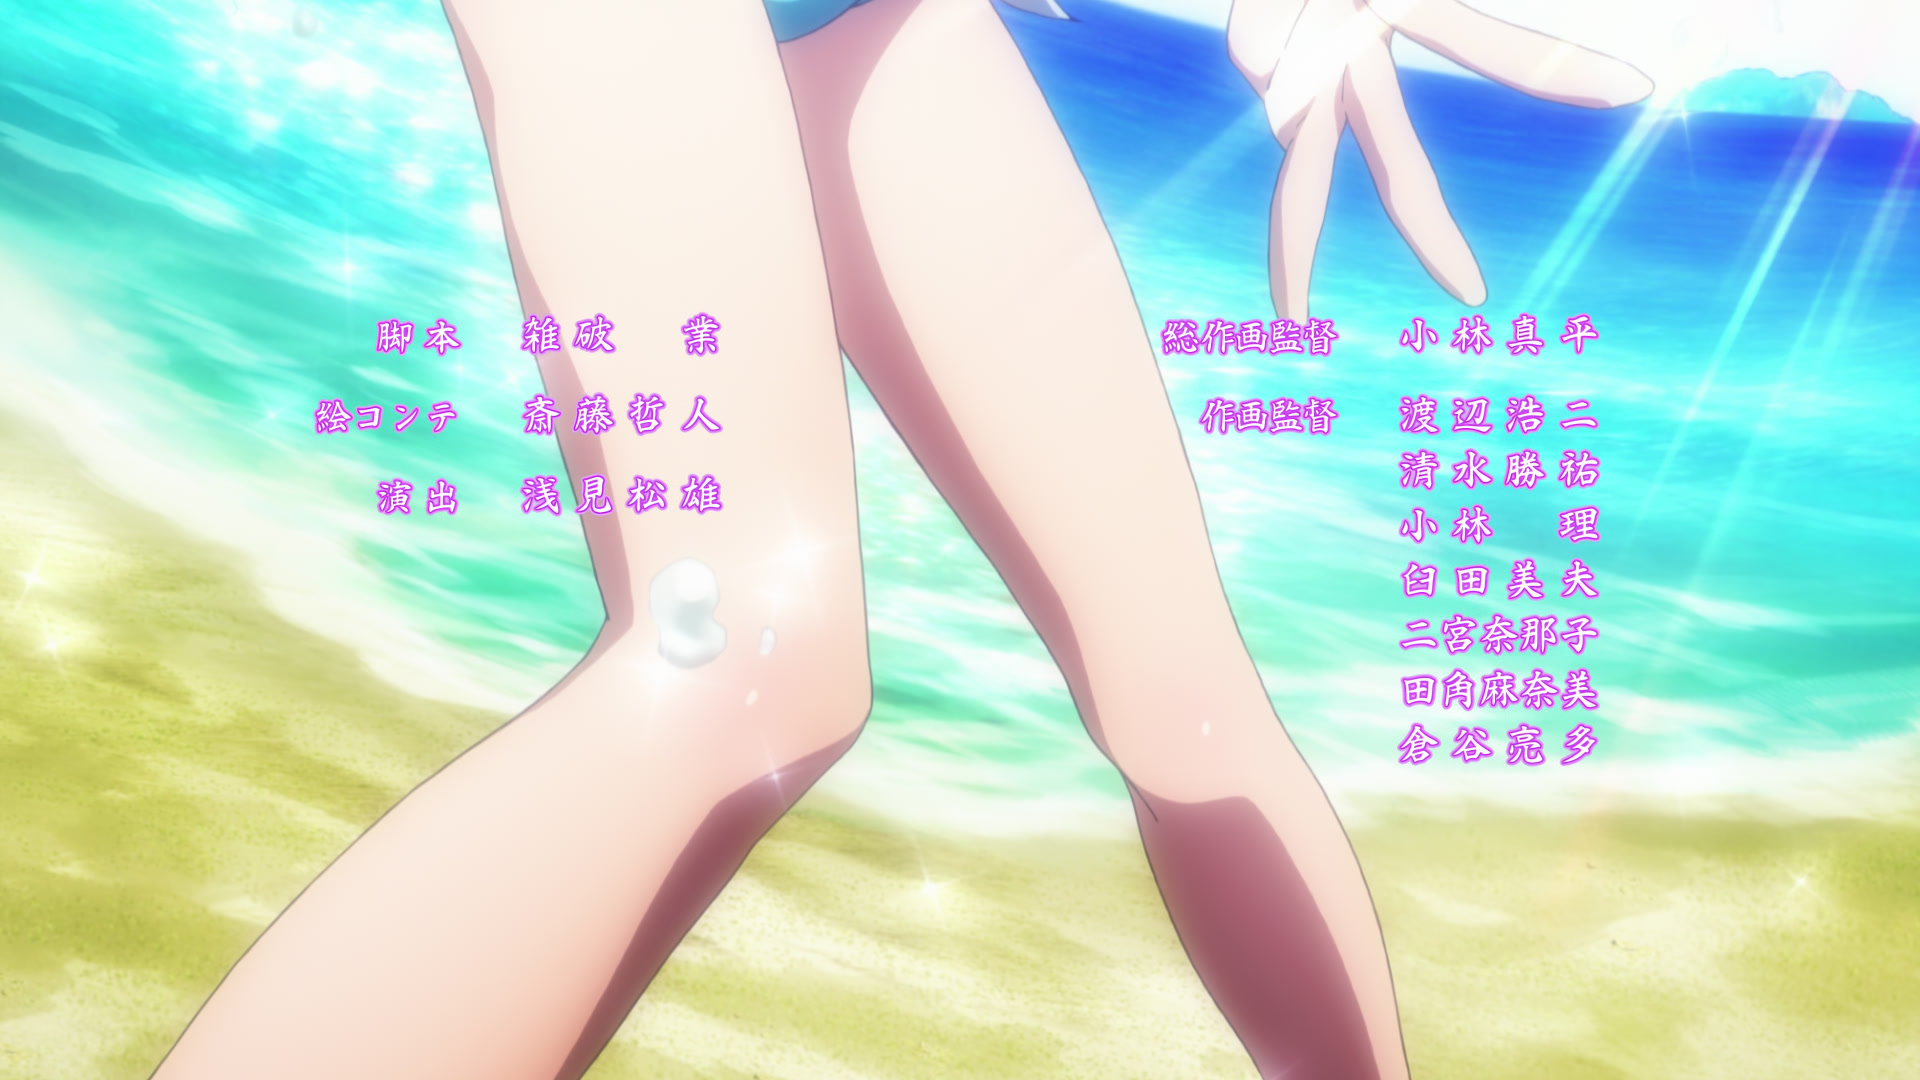 脚本 雑破 業
絵コンテ 斎藤哲人
演出 浅見松雄
総作画監督 小林真平
作画監督 渡辺浩二
清水勝祐
小林 理
臼田美夫
二宮奈那子
田角麻奈美
倉谷亮多